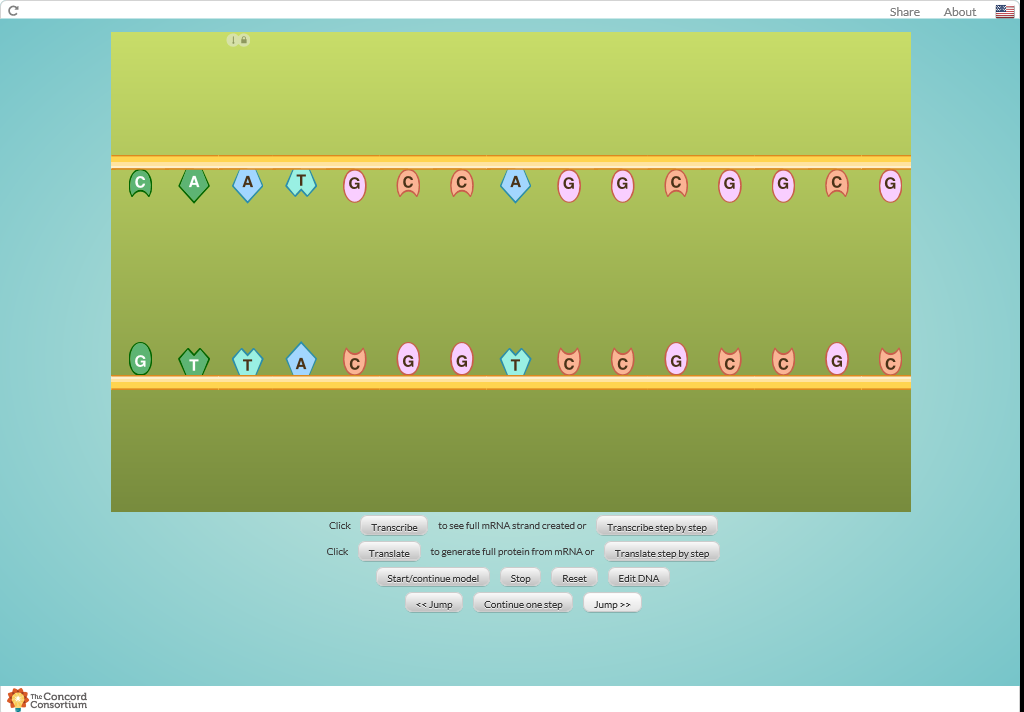 Share About
C A A T G C C A G G C G G C G
G T T A C G G T C C G C C G C
Click Transcribe to see full mRNA strand created or Transcribe step by step
Click Translate to generate full protein from mRNA or Translate step by step
Start/continue model Stop Reset Edit DNA
<< Jump Continue one step Jump >>
The Concord
Consortium